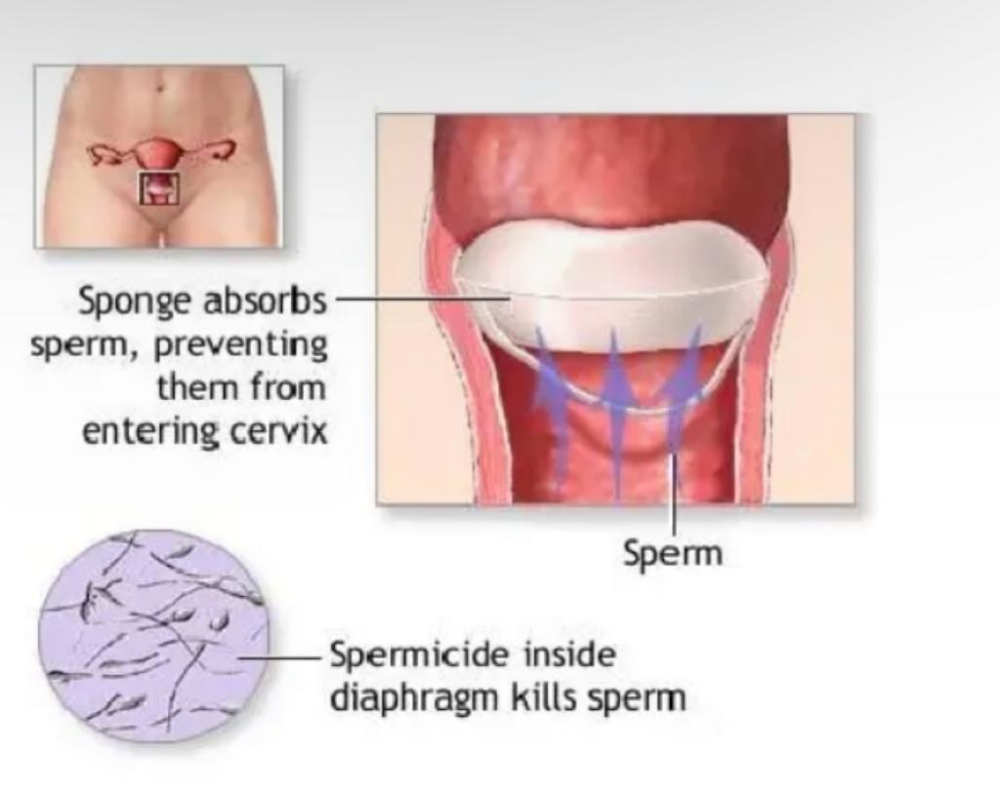 Sponge absorbs
sperm, preventing
them from
entering cervix
Sperm
Spermicide inside
diaphragm kills sperm